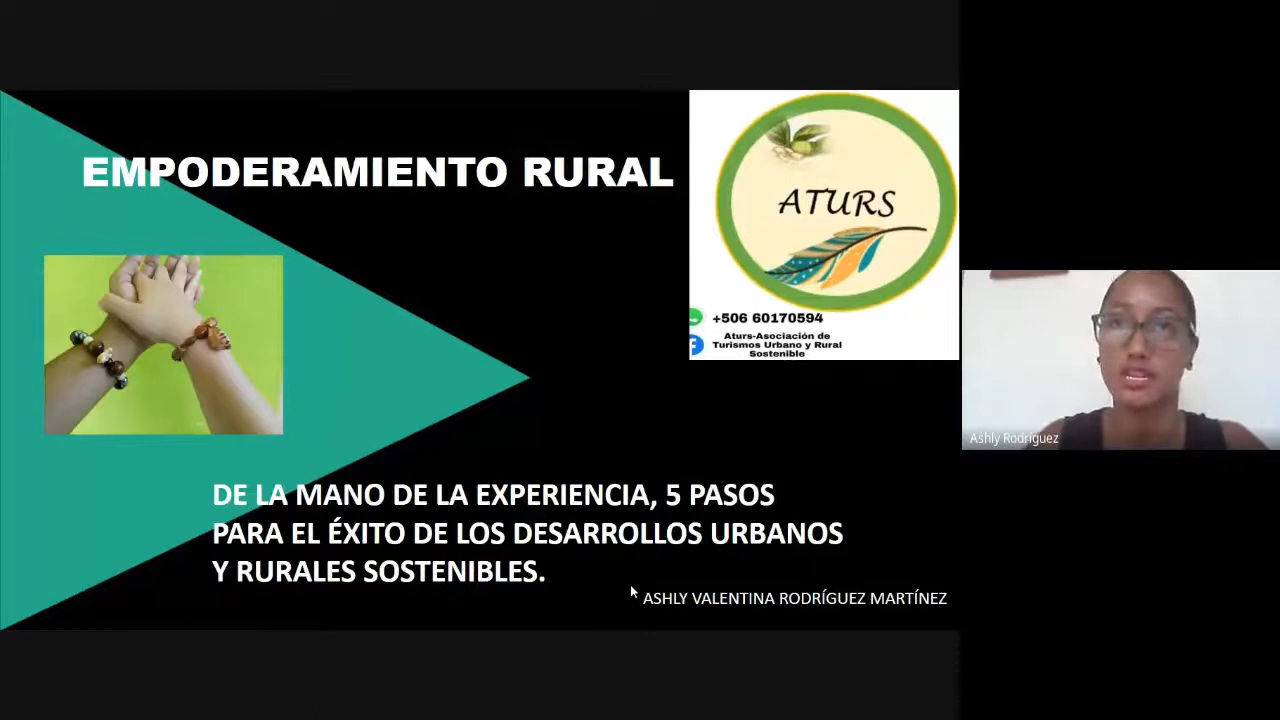 EMPODERAMIENTO RURAL
ATURS
+506 60170594
Aturs-Asociación de
Turismos Urbano y Rural
Sostenible
Ashly Rodríguez
DE LA MANO DE LA EXPERIENCIA, 5 PASOS
PARA EL ÉXITO DE LOS DESARROLLOS URBANOS
Y RURALES SOSTENIBLES.
ASHLY VALENTINA RODRÍGUEZ MARTÍNEZ